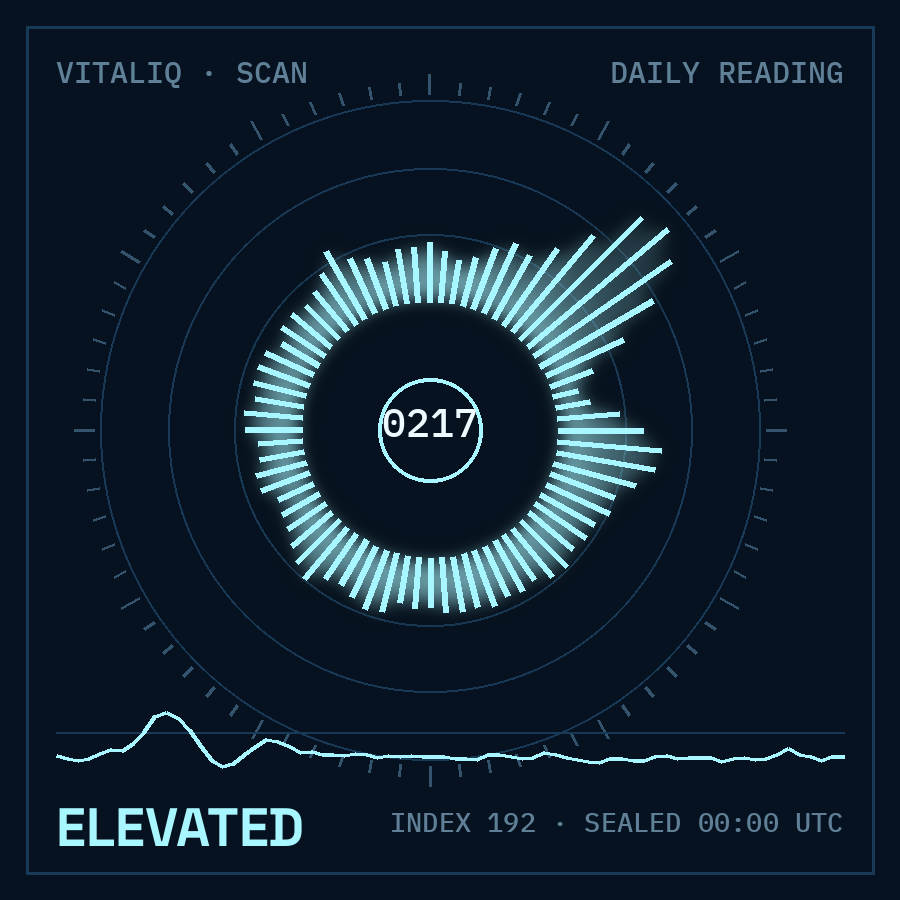 VITALIQ · SCAN
DAILY READING
0217
ELEVATED
INDEX 192 · SEALED 00:00 UTC